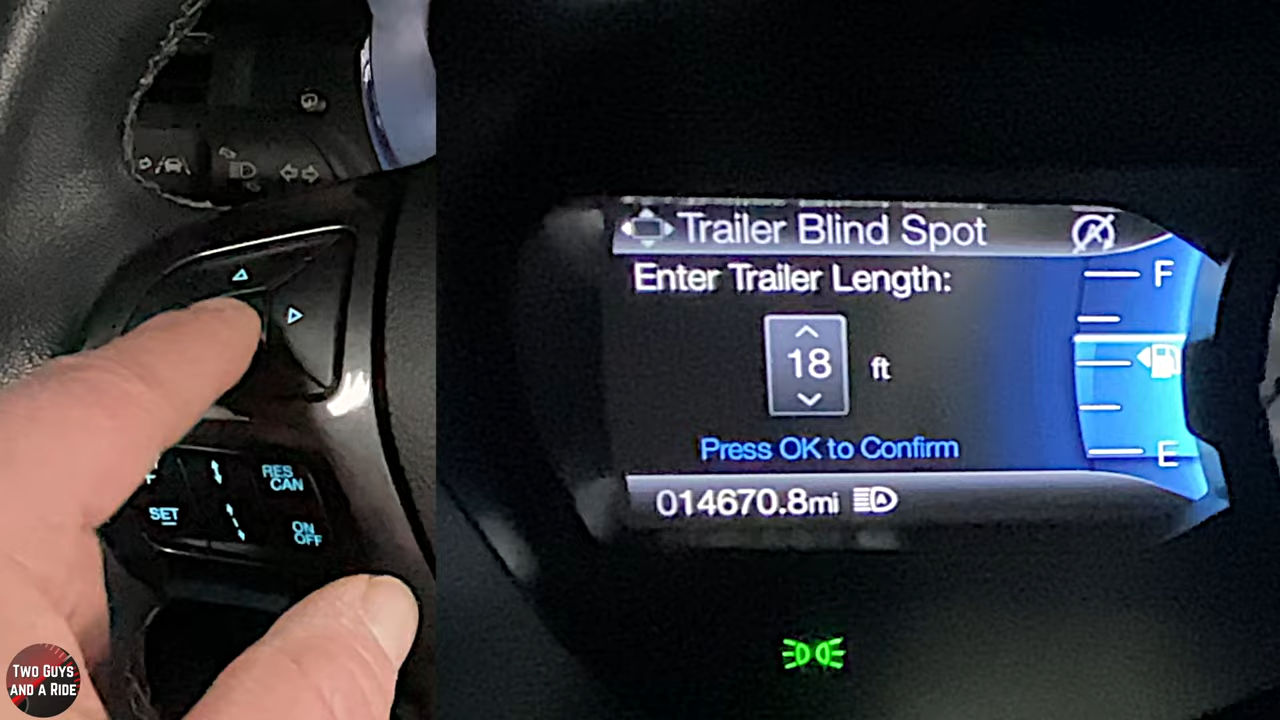 RES
CAN
SET
ON
OFF
TWO GUYS
AND A RIDE
Trailer Blind Spot
Enter Trailer Length:
18 ft
Press OK to Confirm
014670.8mi
F
E